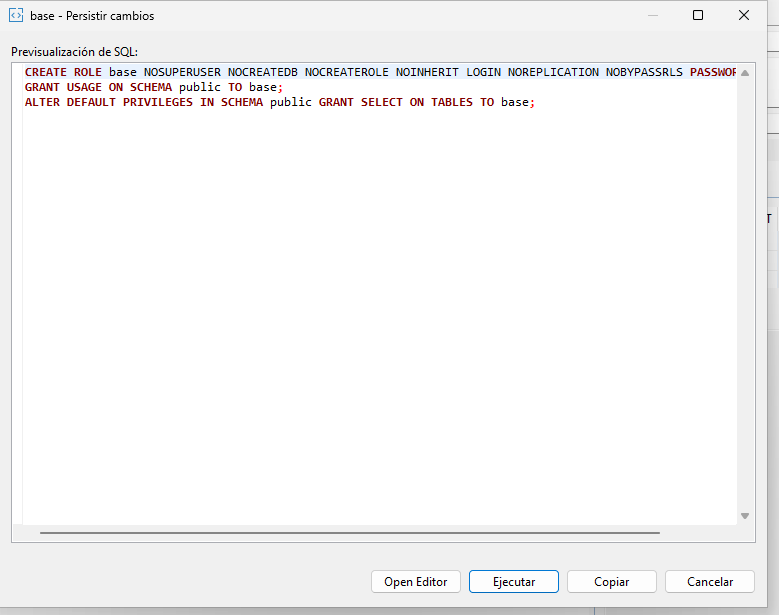 base - Persistir cambios
Previsualización de SQL:
CREATE ROLE base NOSUPERUSER NOCREATEDB NOCREATEROLE NOINHERIT LOGIN NOREPLICATION NOBYPASSRLS PASSWOR
GRANT USAGE ON SCHEMA public TO base;
ALTER DEFAULT PRIVILEGES IN SCHEMA public GRANT SELECT ON TABLES TO base;
Open Editor
Ejecutar
Copiar
Cancelar